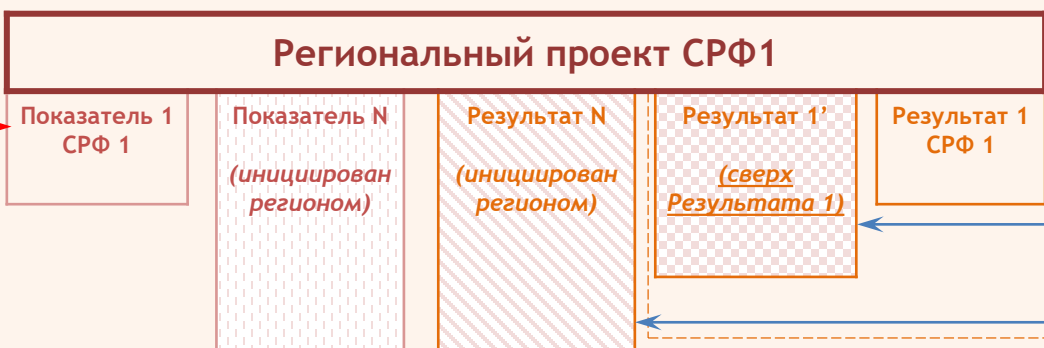 Региональный проект СРФ1
Показатель 1
СРФ 1
Показатель N
(инициирован
регионом)
Результат N
(инициирован
регионом)
Результат 1’
(сверх
Результата 1)
Результат 1
СРФ 1